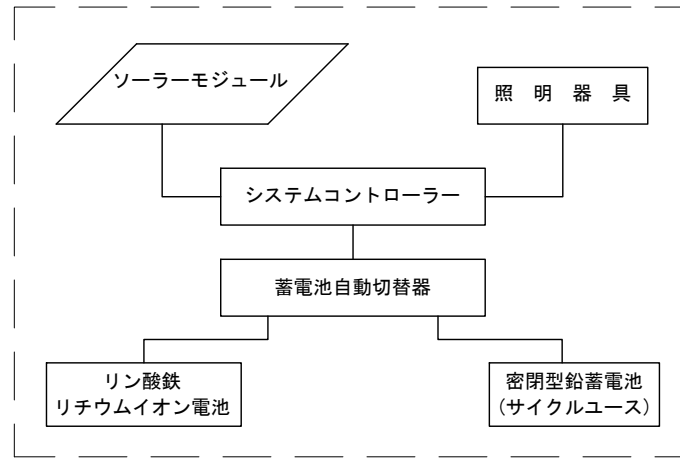 ソーラーモジュール
照 明 器 具
システムコントローラー
蓄電池自動切替器
リン酸鉄
リチウムイオン電池
密閉型鉛蓄電池
(サイクルユース)